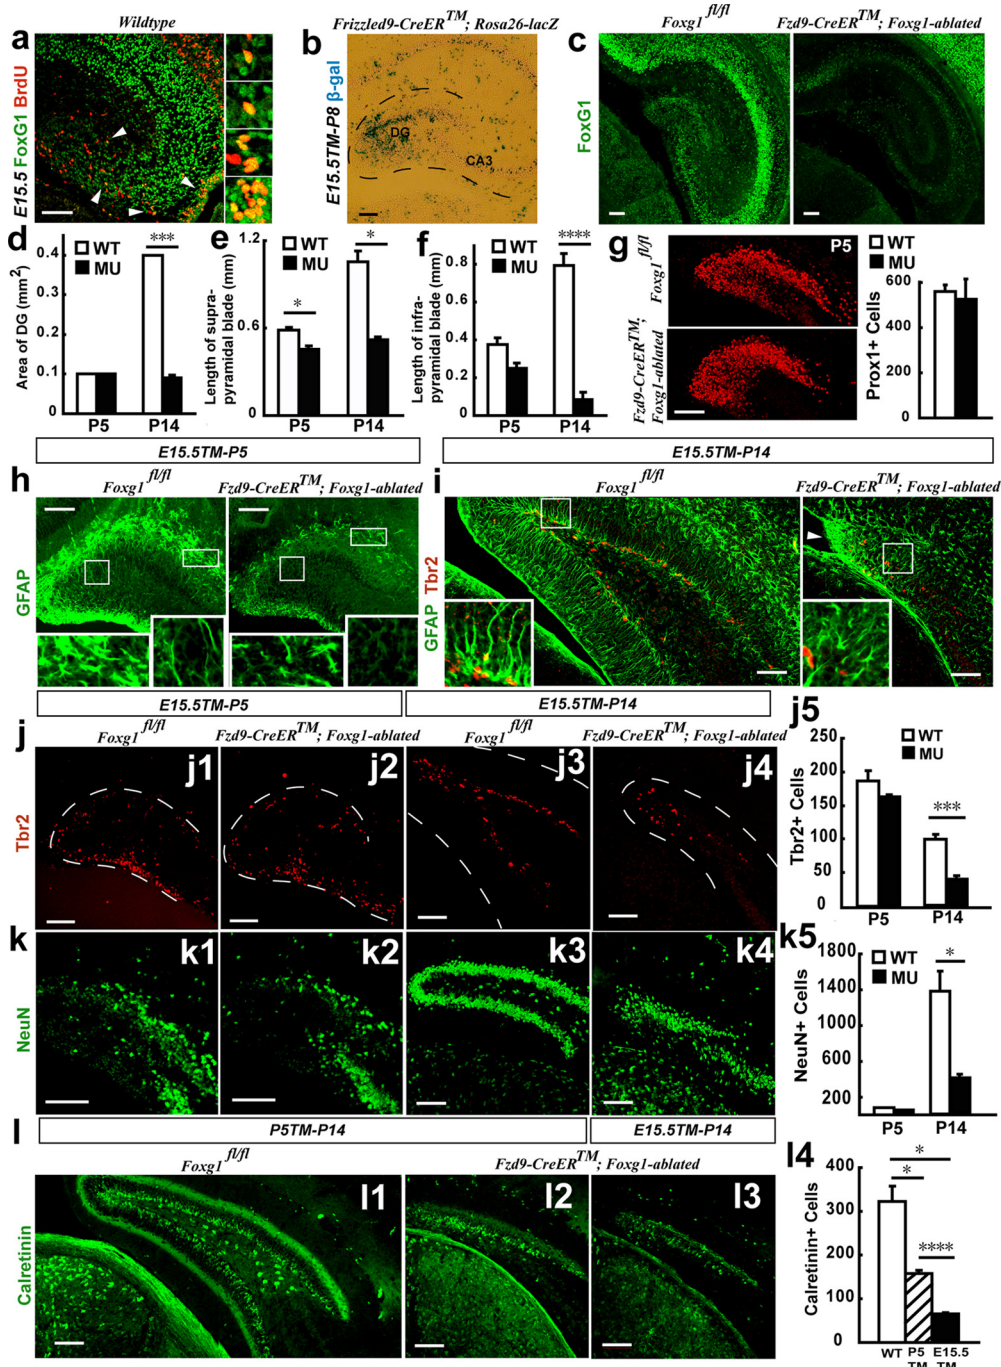 Wildtype
Frizzled9-CreER^TM; Rosa26-lacZ
Foxg1^fl/fl
Fzd9-CreER^TM; Foxg1-ablated
a
E15.5 FoxG1 BrdU
b
E15.5TM-P8 β-gal
DG
CA3
c
FoxG1
d
WT
MU
Area of DG (mm²)
0.4
0.3
0.2
0.1
0
***
P5
P14
e
WT
MU
Length of supra-
pyramidal blade (mm)
1.2
0.6
0
*
*
P5
P14
f
WT
MU
Length of infra-
pyramidal blade (mm)
0.8
0.6
0.4
0.2
0
****
P5
P14
g
P5
Foxg1^fl/fl
Fzd9-CreER^TM;
Foxg1-ablated
WT
MU
Prox1+ Cells
600
400
200
0
E15.5TM-P5
E15.5TM-P14
h
Foxg1^fl/fl
Fzd9-CreER^TM; Foxg1-ablated
GFAP
i
Foxg1^fl/fl
Fzd9-CreER^TM; Foxg1-ablated
GFAP Tbr2
E15.5TM-P5
E15.5TM-P14
j
Foxg1^fl/fl
Fzd9-CreER^TM; Foxg1-ablated
Foxg1^fl/fl
Fzd9-CreER^TM; Foxg1-ablated
Tbr2
j1
j2
j3
j4
j5
WT
MU
Tbr2+ Cells
250
200
150
100
50
0
***
P5
P14
k
NeuN
k1
k2
k3
k4
k5
WT
MU
NeuN+ Cells
1800
1400
1000
600
200
*
P5
P14
P5TM-P14
E15.5TM-P14
l
Foxg1^fl/fl
Fzd9-CreER^TM; Foxg1-ablated
Calretinin
l1
l2
l3
l4
Calretinin+ Cells
400
300
200
100
0
*
*
****
WT
P5
TM
E15.5
TM